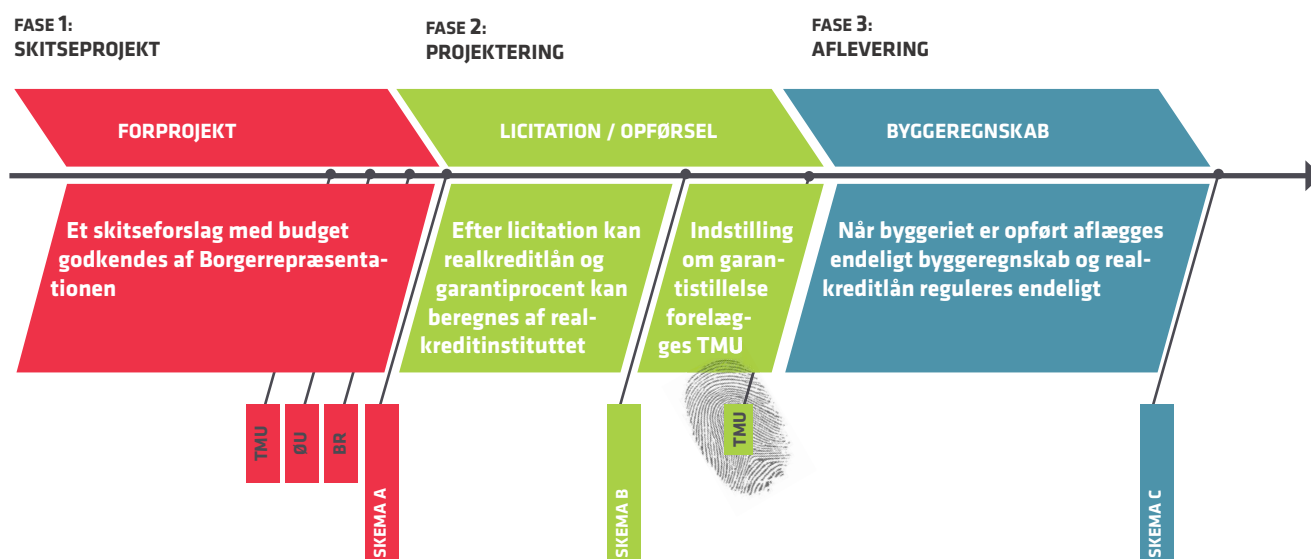 FASE 1:
SKITSEPROJEKT
FASE 2:
PROJEKTERING
FASE 3:
AFLEVERING
FORPROJEKT
LICITATION / OPFØRSEL
BYGGEREGNSKAB
Et skitseforslag med budget
godkendes af Borgerrepræsenta-
tionen
Efter licitation kan
realkreditlån og
garantiprocent kan
beregnes af real-
kreditinstituttet
Indstilling
om garan-
tistillelse
forelæg-
ges TMU
Når byggeriet er opført aflægges
endeligt byggeregnskab og real-
kreditlån reguleres endeligt
TMU
ØU
BR
SKEMA A
SKEMA B
TMU
SKEMA C